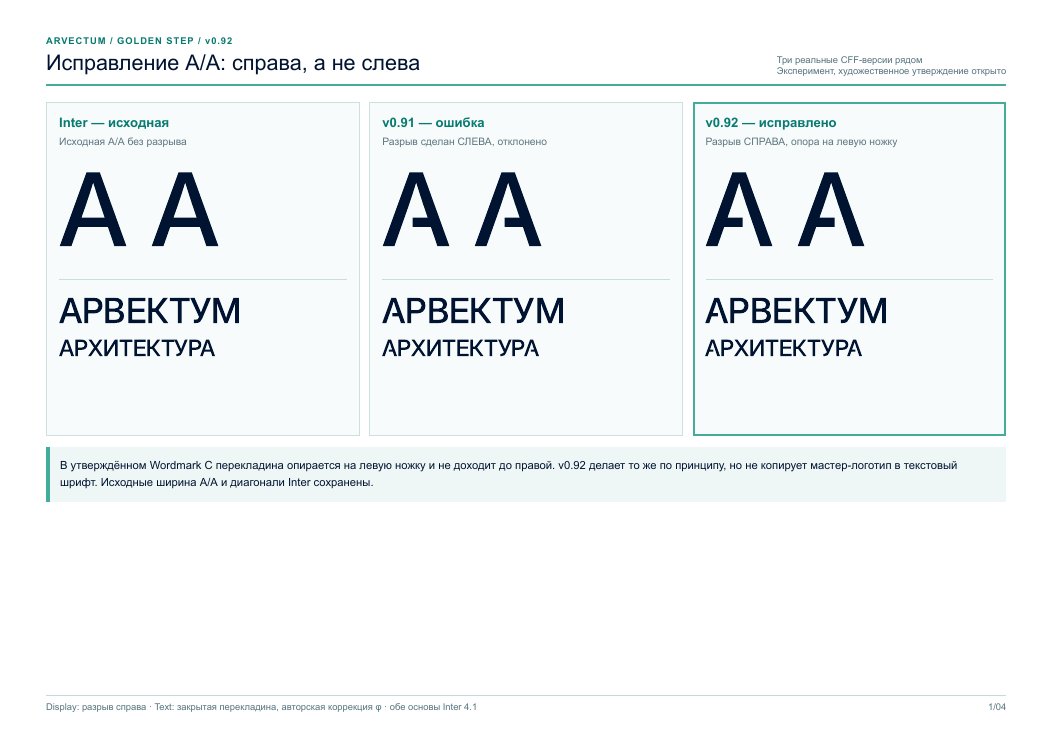 ARVECTUM / GOLDEN STEP / v0.92
Исправление A/А: справа, а не слева
Три реальные CFF-версии рядом
Эксперимент, художественное утверждение открыто
Inter — исходная
Исходная A/А без разрыва
A А
АРВЕКТУМ
АРХИТЕКТУРА
v0.91 — ошибка
Разрыв сделан СЛЕВА, отклонено
A А
АРВЕКТУМ
АРХИТЕКТУРА
v0.92 — исправлено
Разрыв СПРАВА, опора на левую ножку
A А
АРВЕКТУМ
АРХИТЕКТУРА
В утверждённом Wordmark C перекладина опирается на левую ножку и не доходит до правой. v0.92 делает то же по принципу, но не копирует мастер-логотип в текстовый
шрифт. Исходные ширина A/А и диагонали Inter сохранены.
Display: разрыв справа · Text: закрытая перекладина, авторская коррекция φ · обе основы Inter 4.1
1/04